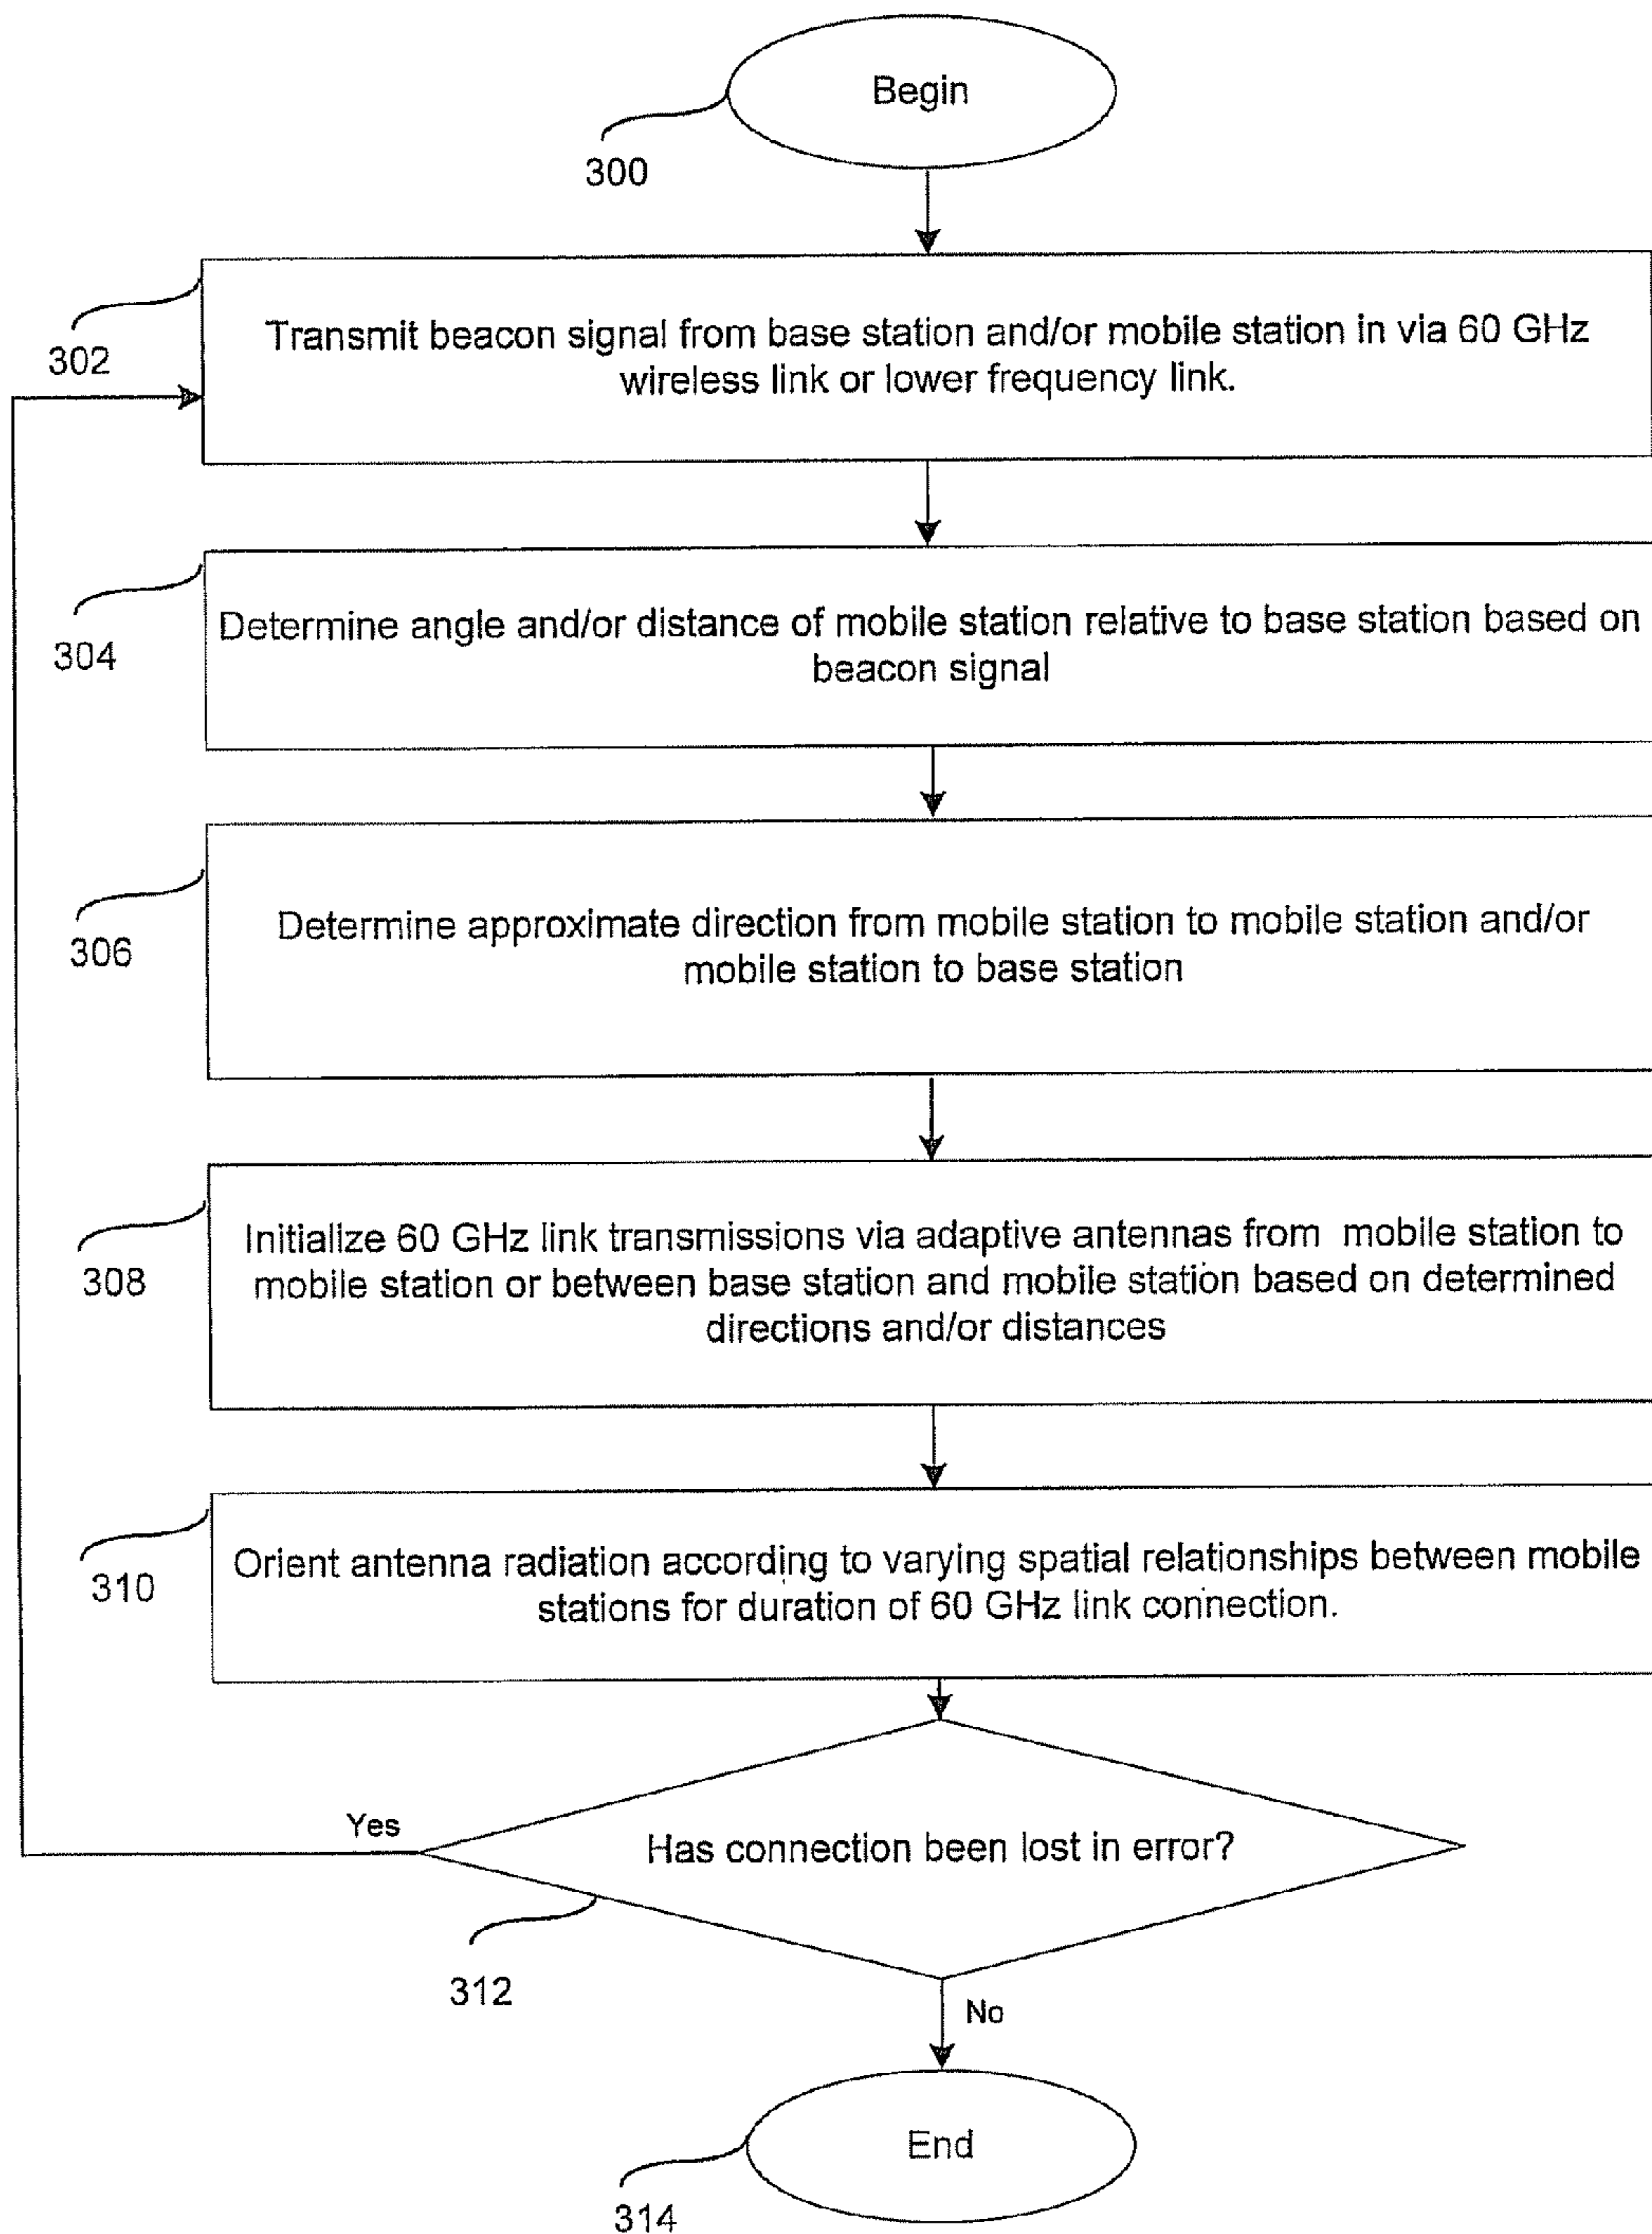 Begin
300
302
Transmit beacon signal from base station and/or mobile station in via 60 GHz
wireless link or lower frequency link.
304
Determine angle and/or distance of mobile station relative to base station based on
beacon signal
306
Determine approximate direction from mobile station to mobile station and/or
mobile station to base station
308
Initialize 60 GHz link transmissions via adaptive antennas from mobile station to
mobile station or between base station and mobile station based on determined
directions and/or distances
310
Orient antenna radiation according to varying spatial relationships between mobile
stations for duration of 60 GHz link connection.
Yes
Has connection been lost in error?
312
No
End
314